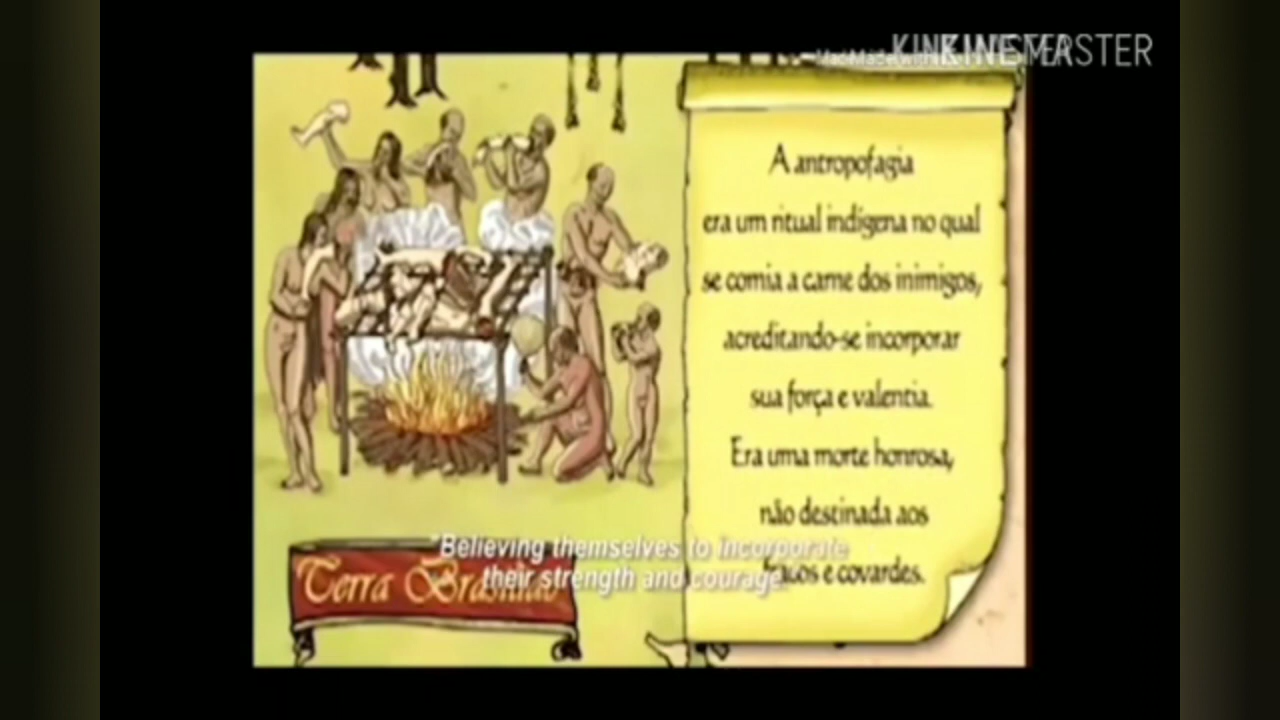 KINEMASTER
A antropofagia
era um ritual indígena no qual
se comia a carne dos inimigos,
acreditando-se incorporar
sua força e valentia.
Era uma morte honrosa,
não destinada aos
fracos e covardes.
"Believing themselves to incorporate
their strength and courage.
Terra